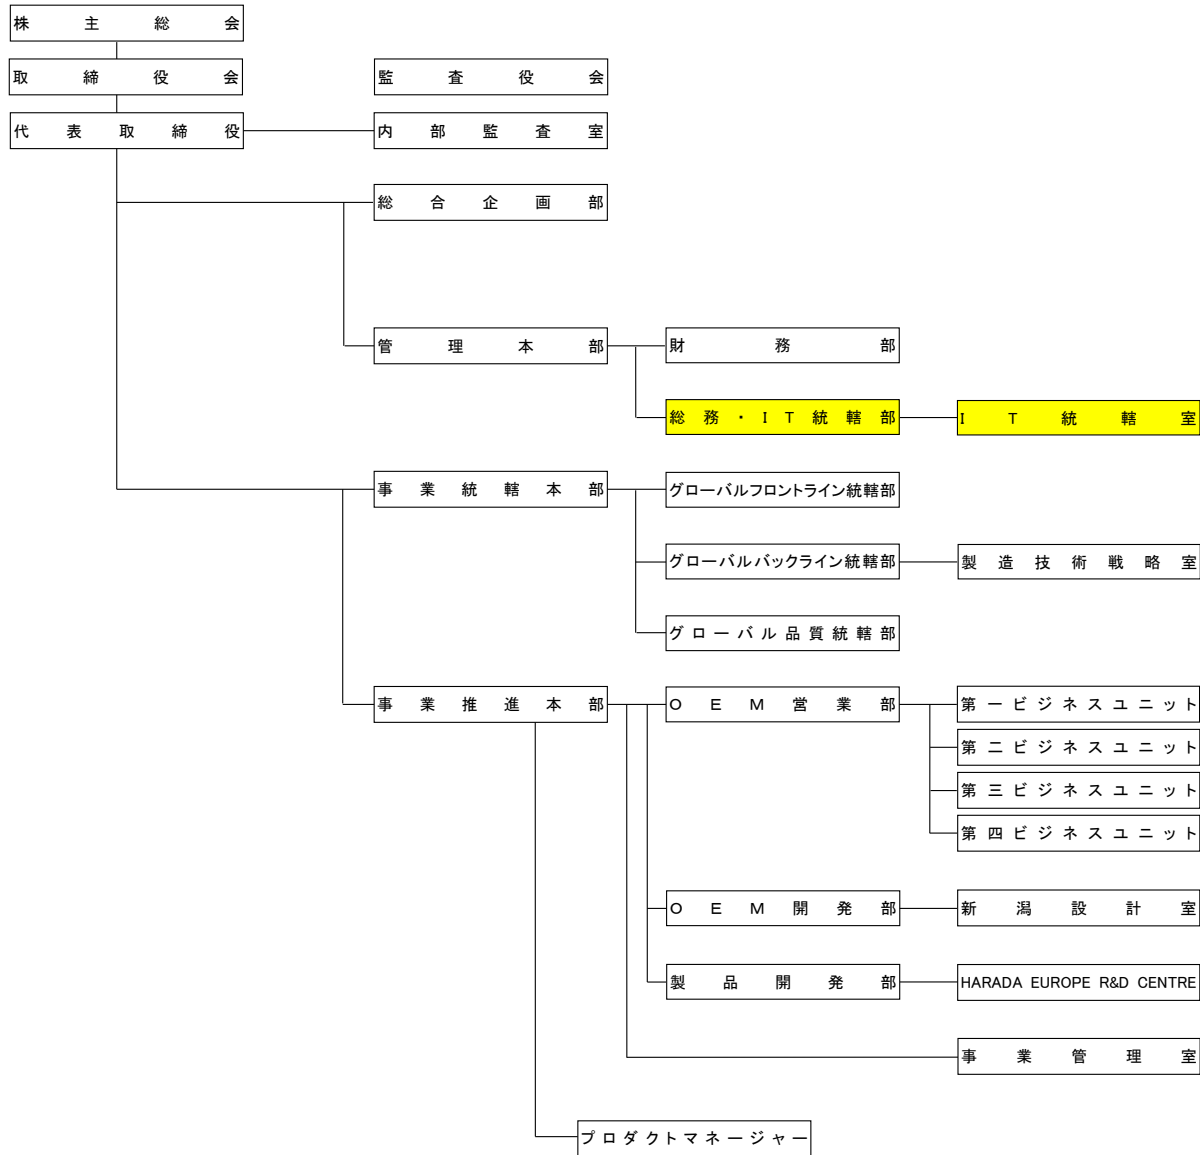 株主総会
取締役会
監査役会
代表取締役
内部監査室
総合企画部
管理本部
財務部
総務・IT統轄部
IT統轄室
事業統轄本部
グローバルフロントライン統轄部
グローバルバックライン統轄部
製造技術戦略室
グローバル品質統轄部
事業推進本部
OEM営業部
第一ビジネスユニット
第二ビジネスユニット
第三ビジネスユニット
第四ビジネスユニット
OEM開発部
新潟設計室
製品開発部
HARADA EUROPE R&D CENTRE
事業管理室
プロダクトマネージャー